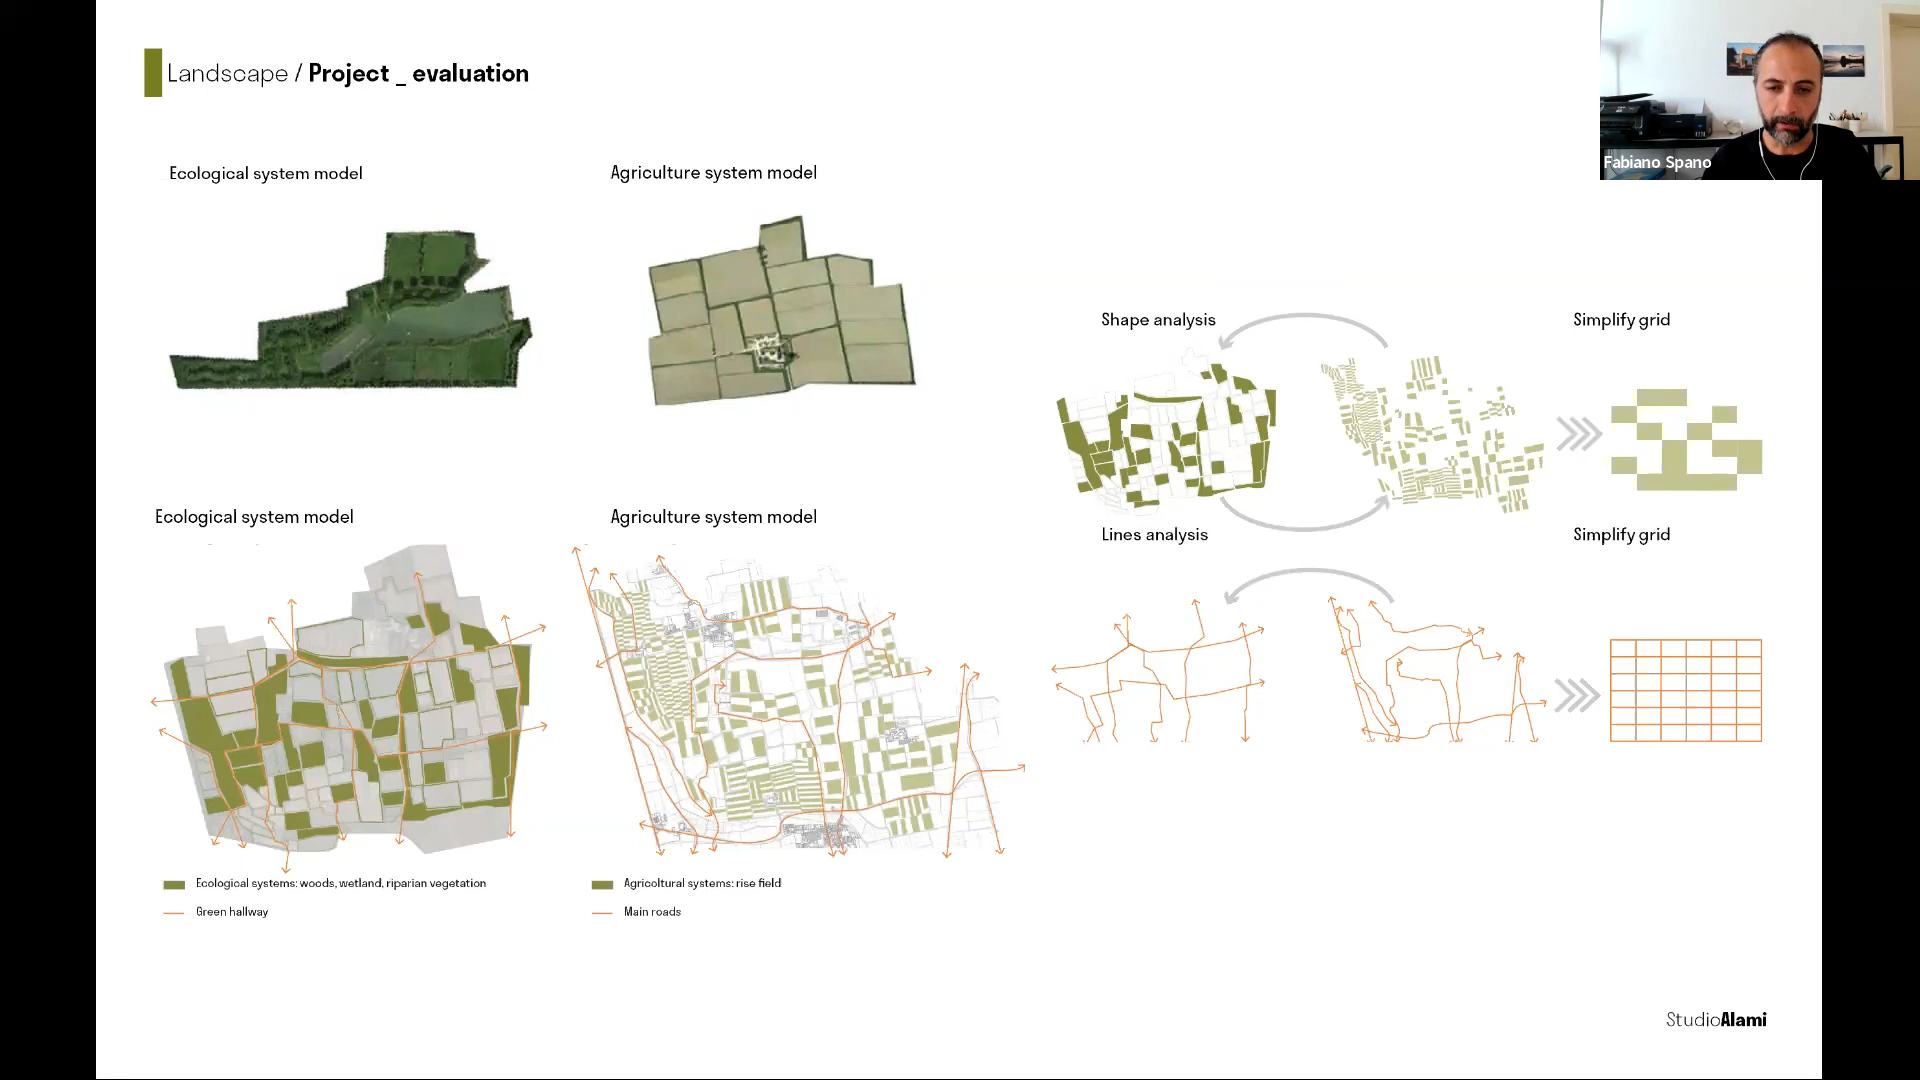 Landscape / Project _ evaluation
Fabiano Spano
Ecological system model
Agriculture system model
Shape analysis
Simplify grid
Ecological system model
Agriculture system model
Lines analysis
Simplify grid
Ecological systems: woods, wetland, riparian vegetation
Green hallway
Agricoltural systems: rise field
Main roads
StudioAlami